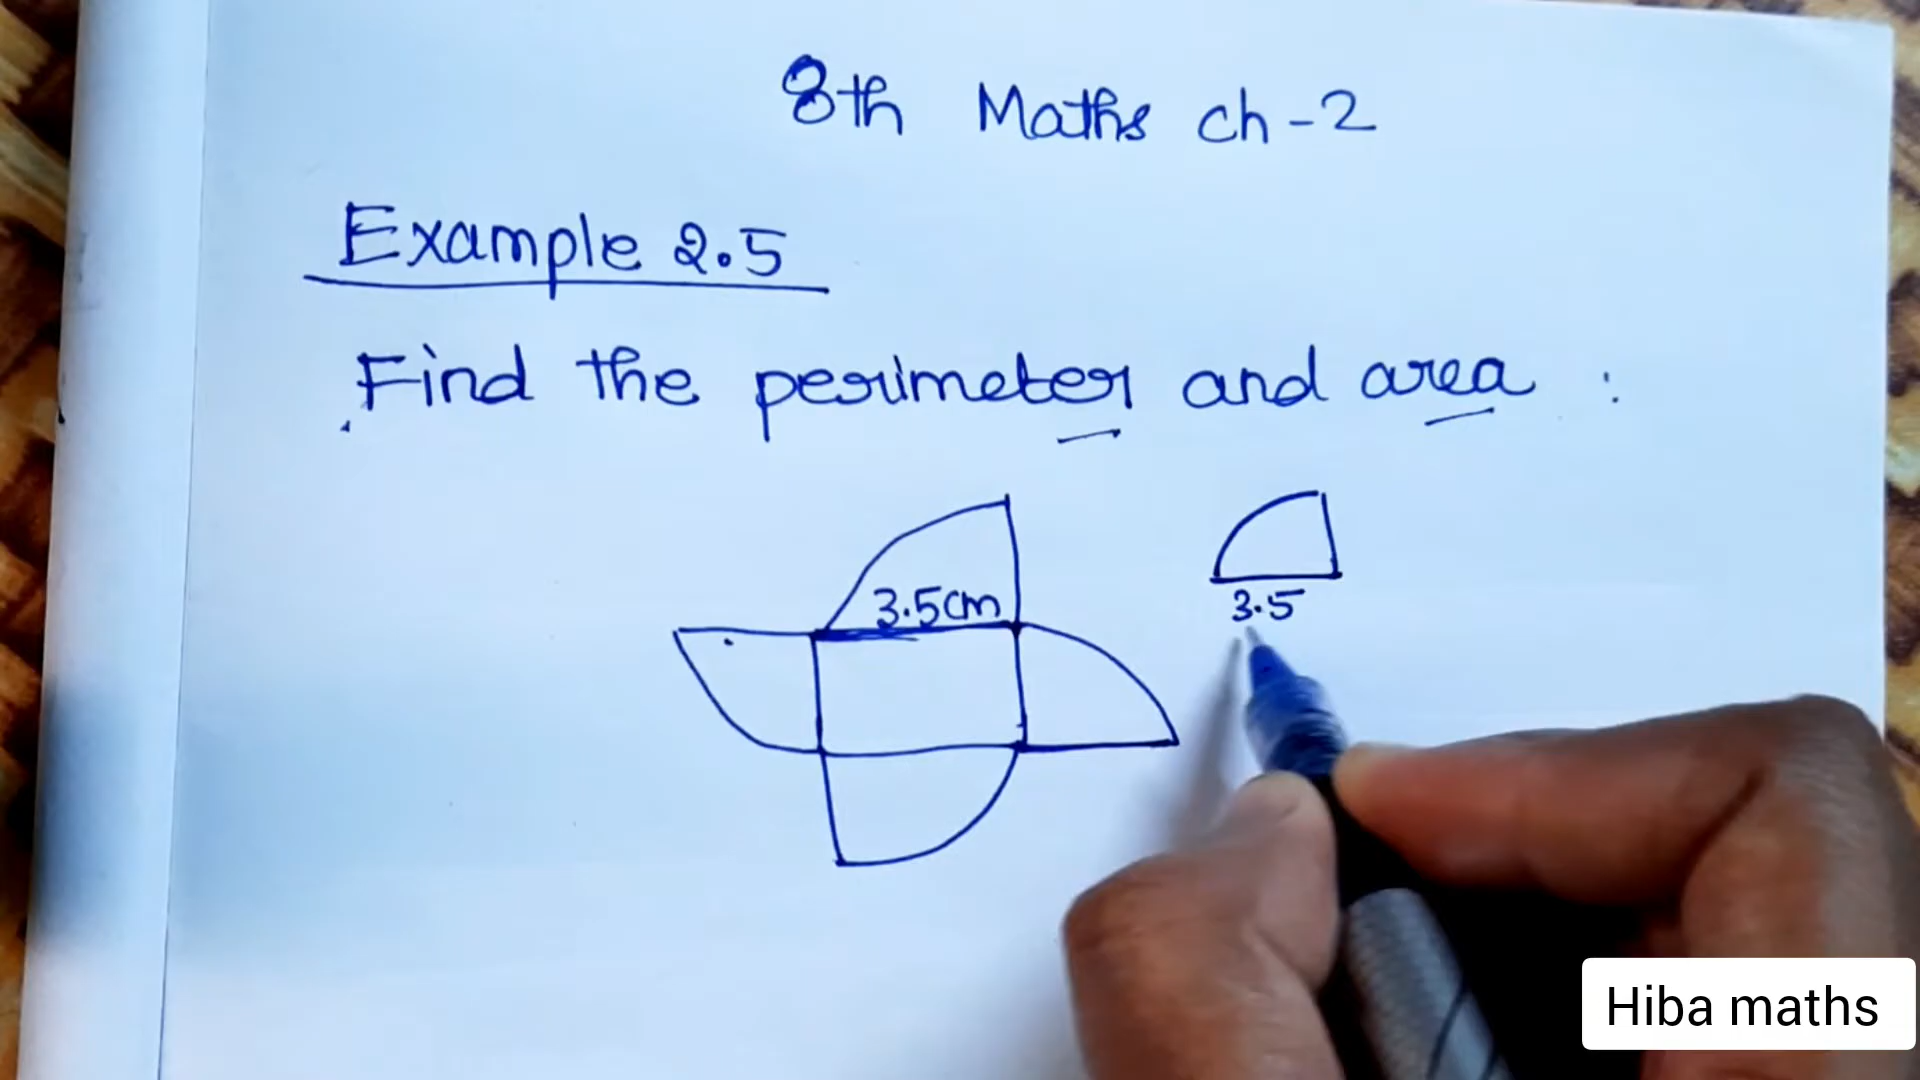 8th Maths ch-2
Example 2.5
Find the perimeter and area :
3.5cm
3.5
Hiba maths